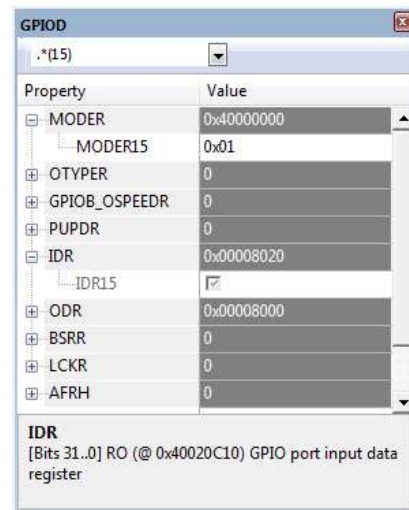 GPIOD
.*(15)
Property Value
MODER 0x40000000
MODER15 0x01
OTYPER 0
GPIOB_OSPEEDR 0
PUPDR 0
IDR 0x00008020
IDR15
ODR 0x00008000
BSRR 0
LCKR 0
AFRH 0
IDR
[Bits 31..0] RO (@ 0x40020C10) GPIO port input data
register